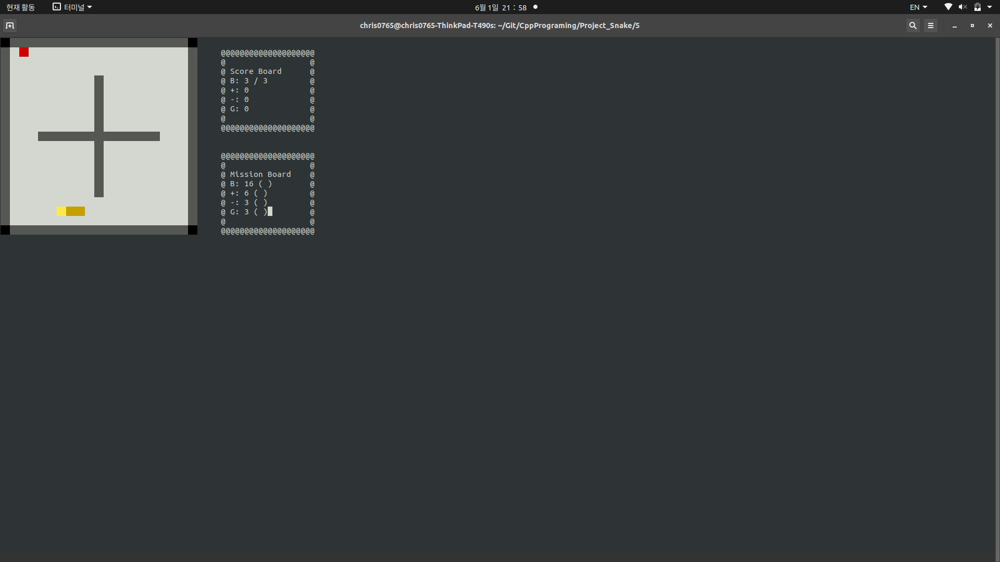 현재 활동 터미널 6월 1일 21 : 58 EN
chris0765@chris0765-ThinkPad-T490s: ~/Git/CppPrograming/Project_Snake/5
@@@@@@@@@@@@@@@@@@@@
@ @
@ Score Board @
@ B: 3 / 3 @
@ +: 0 @
@ -: 0 @
@ G: 0 @
@ @
@@@@@@@@@@@@@@@@@@@@
@@@@@@@@@@@@@@@@@@@@
@ @
@ Mission Board @
@ B: 16 ( ) @
@ +: 6 ( ) @
@ -: 3 ( ) @
@ G: 3 ( ) @
@ @
@@@@@@@@@@@@@@@@@@@@